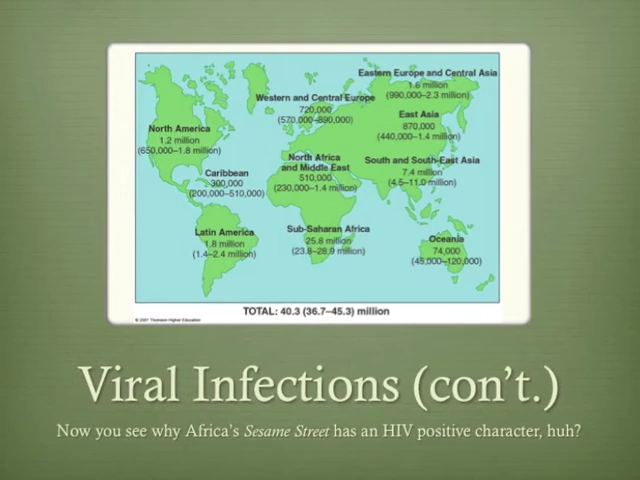 Eastern Europe and Central Asia
1.6 million
(990,000–2.3 million)
Western and Central Europe
720,000
(570,000–890,000)
East Asia
870,000
(440,000–1.4 million)
North America
1.2 million
(650,000–1.8 million)
North Africa
and Middle East
510,000
(230,000–1.4 million)
South and South-East Asia
7.4 million
(4.5–11.0 million)
Caribbean
300,000
(200,000–510,000)
Latin America
1.8 million
(1.4–2.4 million)
Sub-Saharan Africa
25.8 million
(23.8–28.9 million)
Oceania
74,000
(45,000–120,000)
TOTAL: 40.3 (36.7–45.3) million
© 2007 Thomson Higher Education
Viral Infections (con't.)
Now you see why Africa's Sesame Street has an HIV positive character, huh?